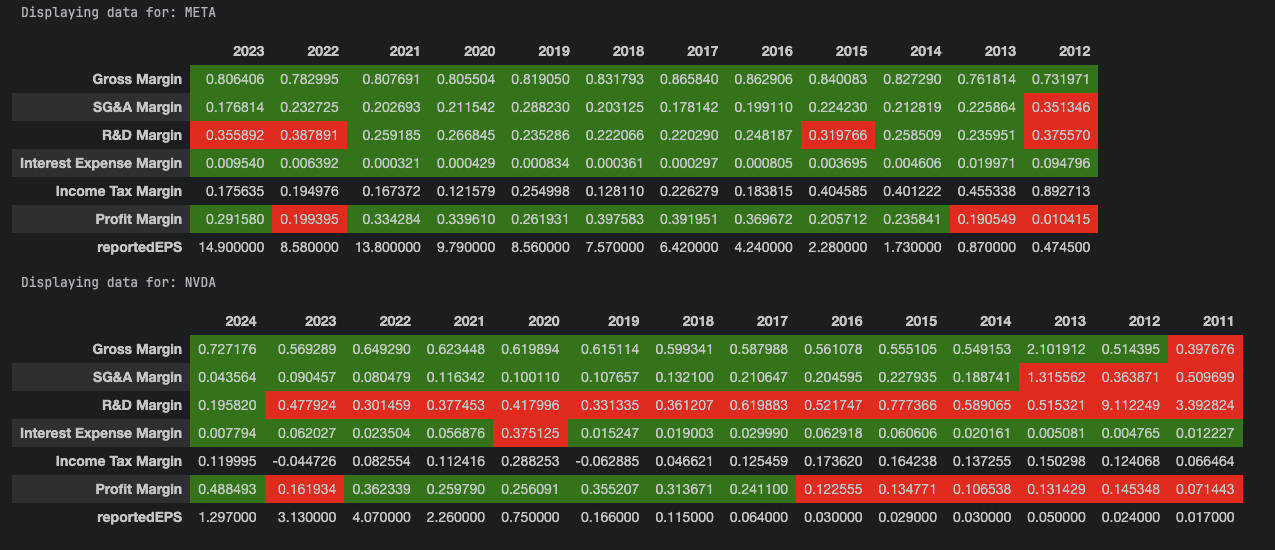 Displaying data for: META
2023 2022 2021 2020 2019 2018 2017 2016 2015 2014 2013 2012
Gross Margin 0.806406 0.782995 0.807691 0.805504 0.819050 0.831793 0.865840 0.862906 0.840083 0.827290 0.761814 0.731971
SG&A Margin 0.176814 0.232725 0.202693 0.211542 0.288230 0.203125 0.178142 0.199110 0.224230 0.212819 0.225864 0.351346
R&D Margin 0.355892 0.387891 0.259185 0.266845 0.235286 0.222066 0.220290 0.248187 0.319766 0.258509 0.235951 0.375570
Interest Expense Margin 0.009540 0.006392 0.000321 0.000429 0.000834 0.000361 0.000297 0.000805 0.003695 0.004606 0.019971 0.094796
Income Tax Margin 0.175635 0.194976 0.167372 0.121579 0.254998 0.128110 0.226279 0.183815 0.404585 0.401222 0.455338 0.892713
Profit Margin 0.291580 0.199395 0.334284 0.339610 0.261931 0.397583 0.391951 0.369672 0.205712 0.235841 0.190549 0.010415
reportedEPS 14.900000 8.580000 13.800000 9.790000 8.560000 7.570000 6.420000 4.240000 2.280000 1.730000 0.870000 0.474500
Displaying data for: NVDA
2024 2023 2022 2021 2020 2019 2018 2017 2016 2015 2014 2013 2012 2011
Gross Margin 0.727176 0.569289 0.649290 0.623448 0.619894 0.615114 0.599341 0.587988 0.561078 0.555105 0.549153 2.101912 0.514395 0.397676
SG&A Margin 0.043564 0.090457 0.080479 0.116342 0.100110 0.107657 0.132100 0.210647 0.204595 0.227935 0.188741 1.315562 0.363871 0.509699
R&D Margin 0.195820 0.477924 0.301459 0.377453 0.417996 0.331335 0.361207 0.619883 0.521747 0.777366 0.589065 0.515321 9.112249 3.392824
Interest Expense Margin 0.007794 0.062027 0.023504 0.056876 0.375125 0.015247 0.019003 0.029990 0.062918 0.060606 0.020161 0.005081 0.004765 0.012227
Income Tax Margin 0.119995 -0.044726 0.082554 0.112416 0.288253 -0.062885 0.046621 0.125459 0.173620 0.164238 0.137255 0.150298 0.124068 0.066464
Profit Margin 0.488493 0.161934 0.362339 0.259790 0.256091 0.355207 0.313671 0.241100 0.122555 0.134771 0.106538 0.131429 0.145348 0.071443
reportedEPS 1.297000 3.130000 4.070000 2.260000 0.750000 0.166000 0.115000 0.064000 0.030000 0.029000 0.030000 0.050000 0.024000 0.017000